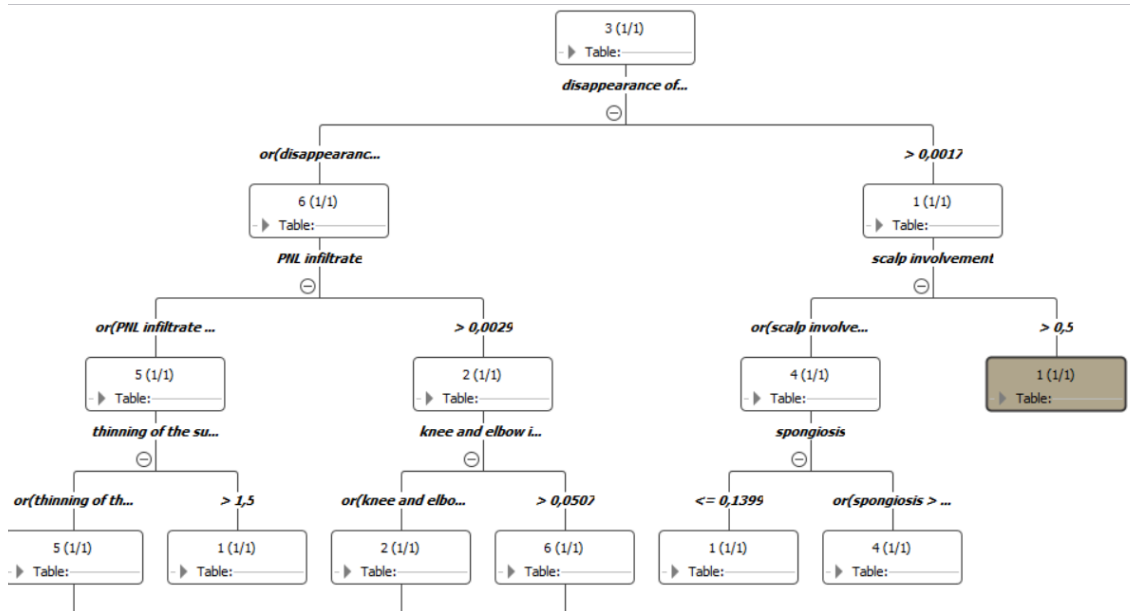 3 (1/1)
Table:
disappearance of...
or(disappearanc...
> 0,0017
6 (1/1)
1 (1/1)
Table:
Table:
PNL infiltrate
scalp involvement
or(PNL infiltrate ...
> 0,0029
or(scalp involve...
> 0,5
5 (1/1)
2 (1/1)
4 (1/1)
1 (1/1)
Table:
Table:
Table:
Table:
thinning of the su...
knee and elbow i...
spongiosis
or(thinning of th...
> 1,5
or(knee and elbo...
> 0,0507
<= 0,1399
or(spongiosis > ...
5 (1/1)
1 (1/1)
2 (1/1)
6 (1/1)
1 (1/1)
4 (1/1)
Table:
Table:
Table:
Table:
Table:
Table: